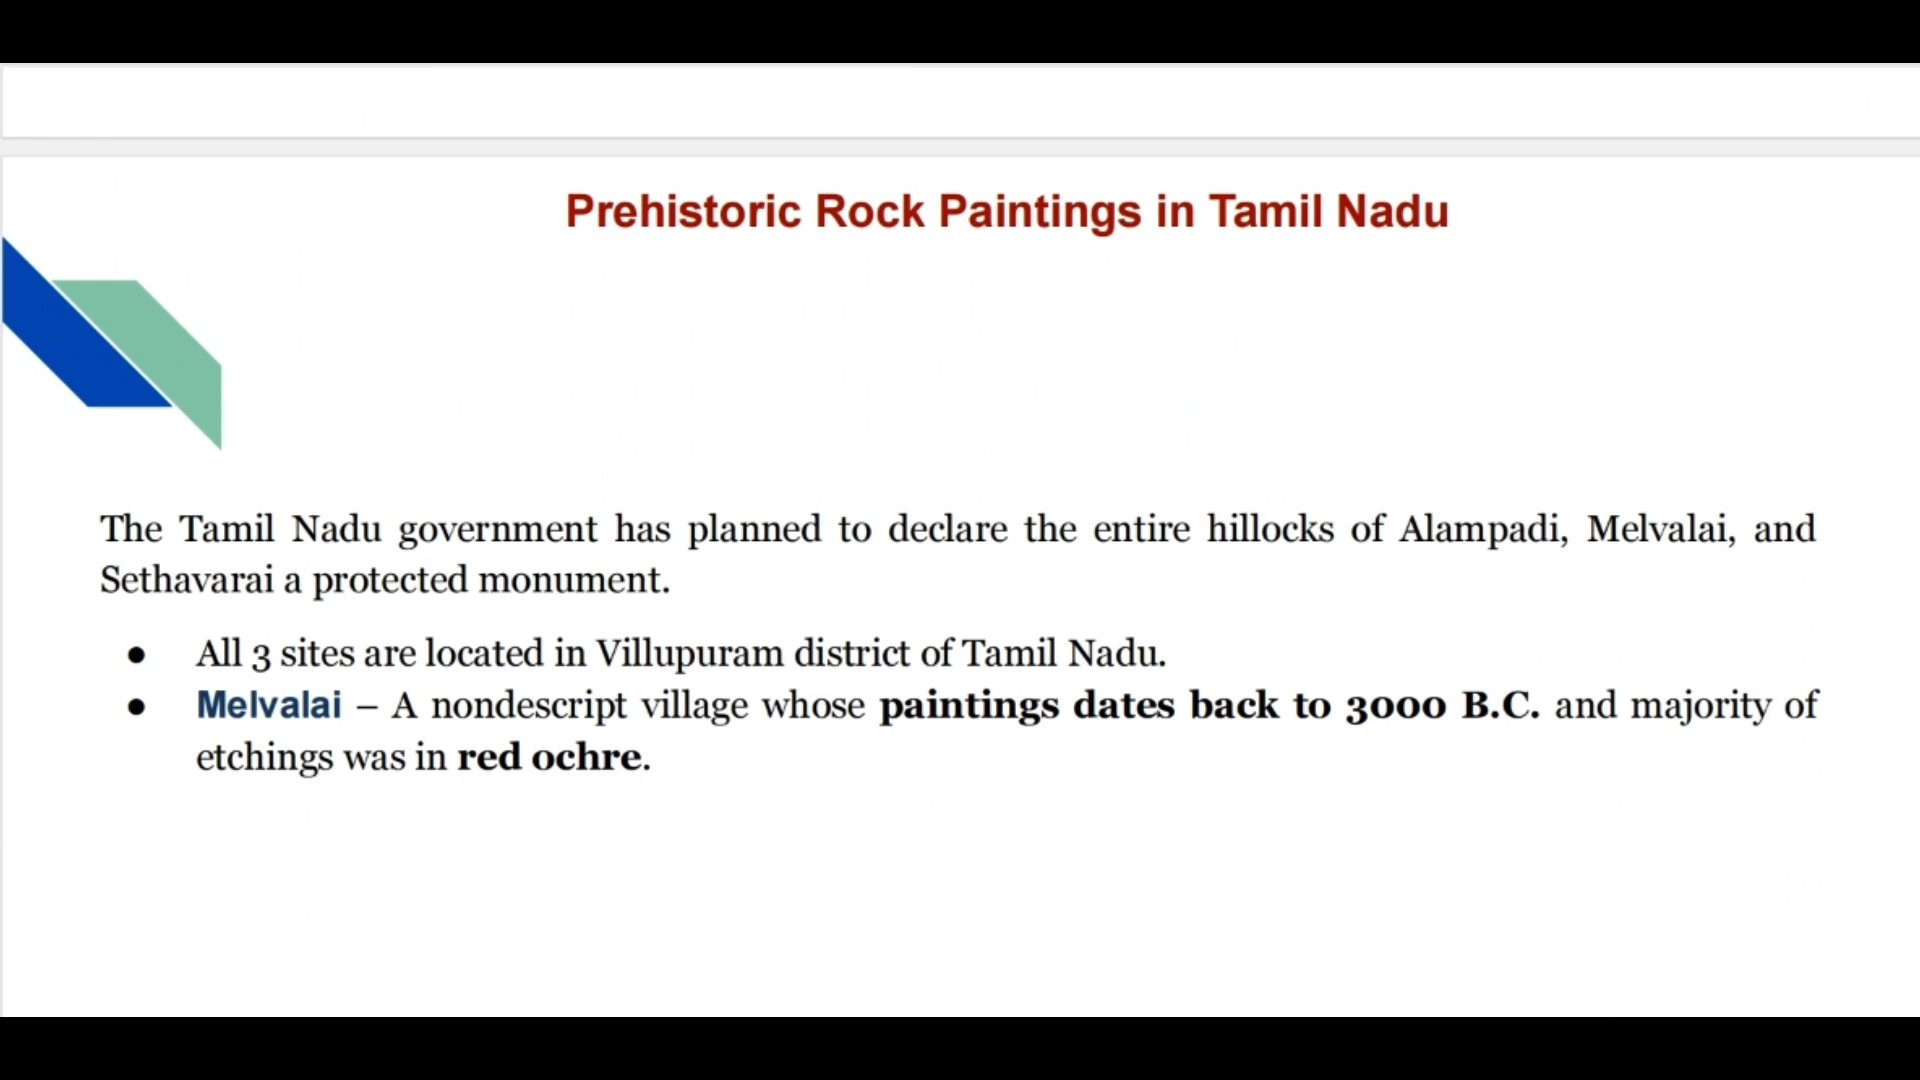 Prehistoric Rock Paintings in Tamil Nadu
The Tamil Nadu government has planned to declare the entire hillocks of Alampadi, Melvalai, and
Sethavarai a protected monument.
● All 3 sites are located in Villupuram district of Tamil Nadu.
● Melvalai – A nondescript village whose paintings dates back to 3000 B.C. and majority of
etchings was in red ochre.